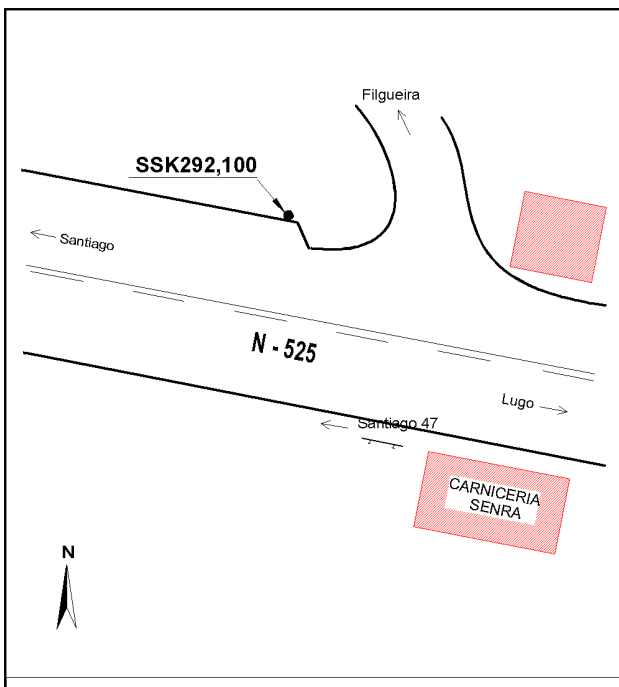 Filgueira
SSK292,100
Santiago
N - 525
Lugo
Santiago 47
CARNICERIA
SENRA
N